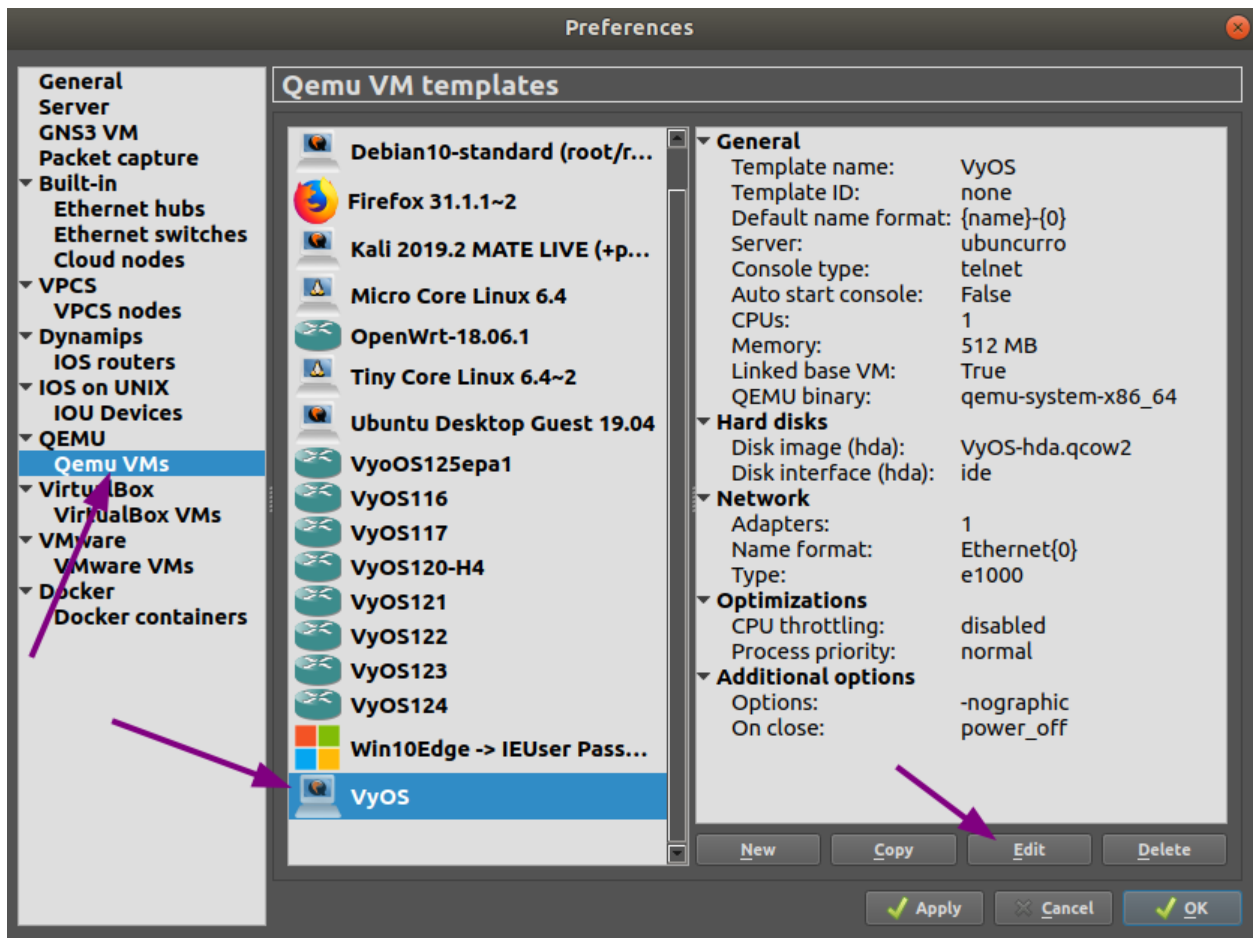 Preferences
General
Server
GNS3 VM
Packet capture
Built-in
Ethernet hubs
Ethernet switches
Cloud nodes
VPCS
VPCS nodes
Dynamips
IOS routers
IOS on UNIX
IOU Devices
QEMU
Qemu VMs
VirtualBox
VirtualBox VMs
VMware
VMware VMs
Docker
Docker containers
Qemu VM templates
Debian10-standard (root/r...
Firefox 31.1.1~2
Kali 2019.2 MATE LIVE (+p...
Micro Core Linux 6.4
OpenWrt-18.06.1
Tiny Core Linux 6.4~2
Ubuntu Desktop Guest 19.04
VyoOS125epa1
VyOS116
VyOS117
VyOS120-H4
VyOS121
VyOS122
VyOS123
VyOS124
Win10Edge -> IEUser Pass...
VyOS
General
Template name: VyOS
Template ID: none
Default name format: {name}-{0}
Server: ubuncurro
Console type: telnet
Auto start console: False
CPUs: 1
Memory: 512 MB
Linked base VM: True
QEMU binary: qemu-system-x86_64
Hard disks
Disk image (hda): VyOS-hda.qcow2
Disk interface (hda): ide
Network
Adapters: 1
Name format: Ethernet{0}
Type: e1000
Optimizations
CPU throttling: disabled
Process priority: normal
Additional options
Options: -nographic
On close: power_off
New Copy Edit Delete
Apply Cancel OK